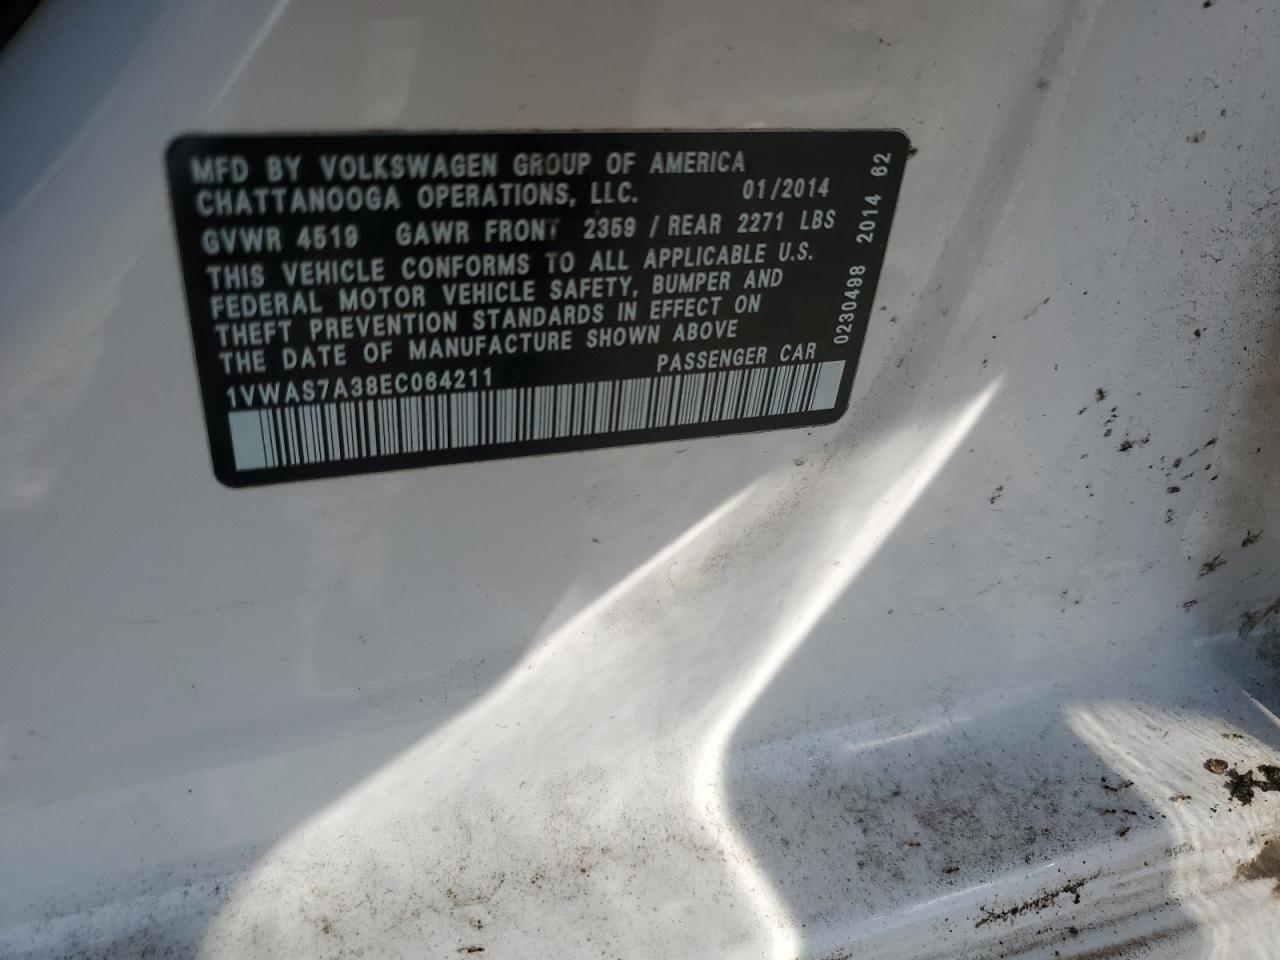 MFD BY VOLKSWAGEN GROUP OF AMERICA
CHATTANOOGA OPERATIONS, LLC. 01/2014
GVWR 4519 GAWR FRONT 2359 / REAR 2271 LBS
THIS VEHICLE CONFORMS TO ALL APPLICABLE U.S.
FEDERAL MOTOR VEHICLE SAFETY, BUMPER AND
THEFT PREVENTION STANDARDS IN EFFECT ON
THE DATE OF MANUFACTURE SHOWN ABOVE
PASSENGER CAR
1VWAS7A38EC064211
0230498 2014 62